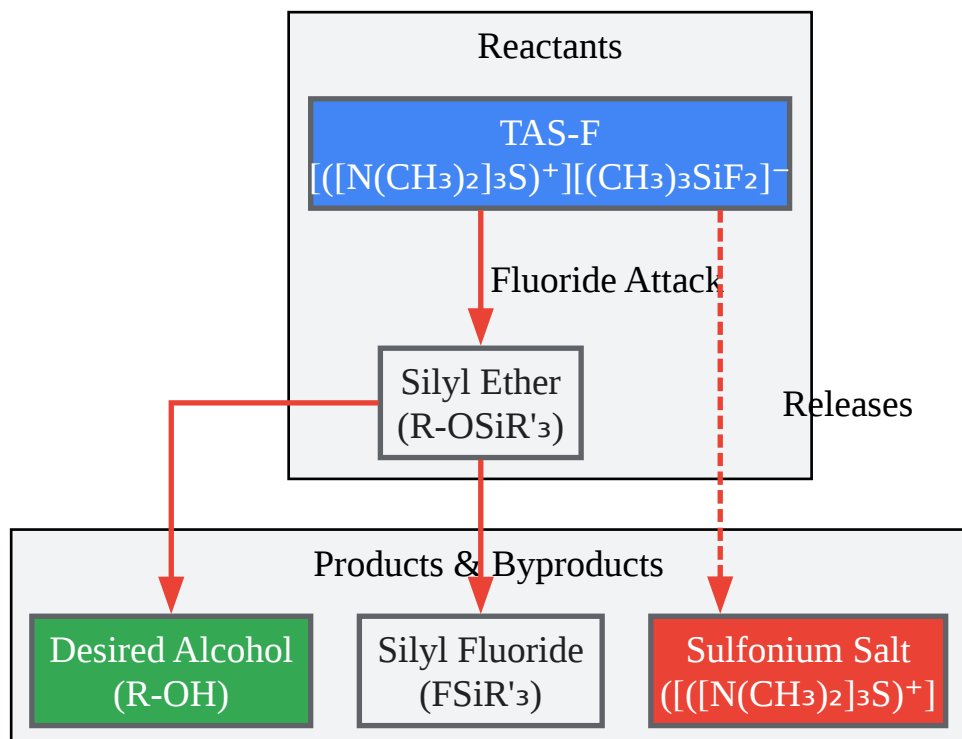 Reactants
TAS-F
[([N(CH₃)₂]₃S)⁺][(CH₃)₃SiF₂]⁻
Fluoride Attack
Silyl Ether
(R-OSiR'₃)
Releases
Products & Byproducts
Desired Alcohol
(R-OH)
Silyl Fluoride
(FSiR'₃)
Sulfonium Salt
([([N(CH₃)₂]₃S)⁺]